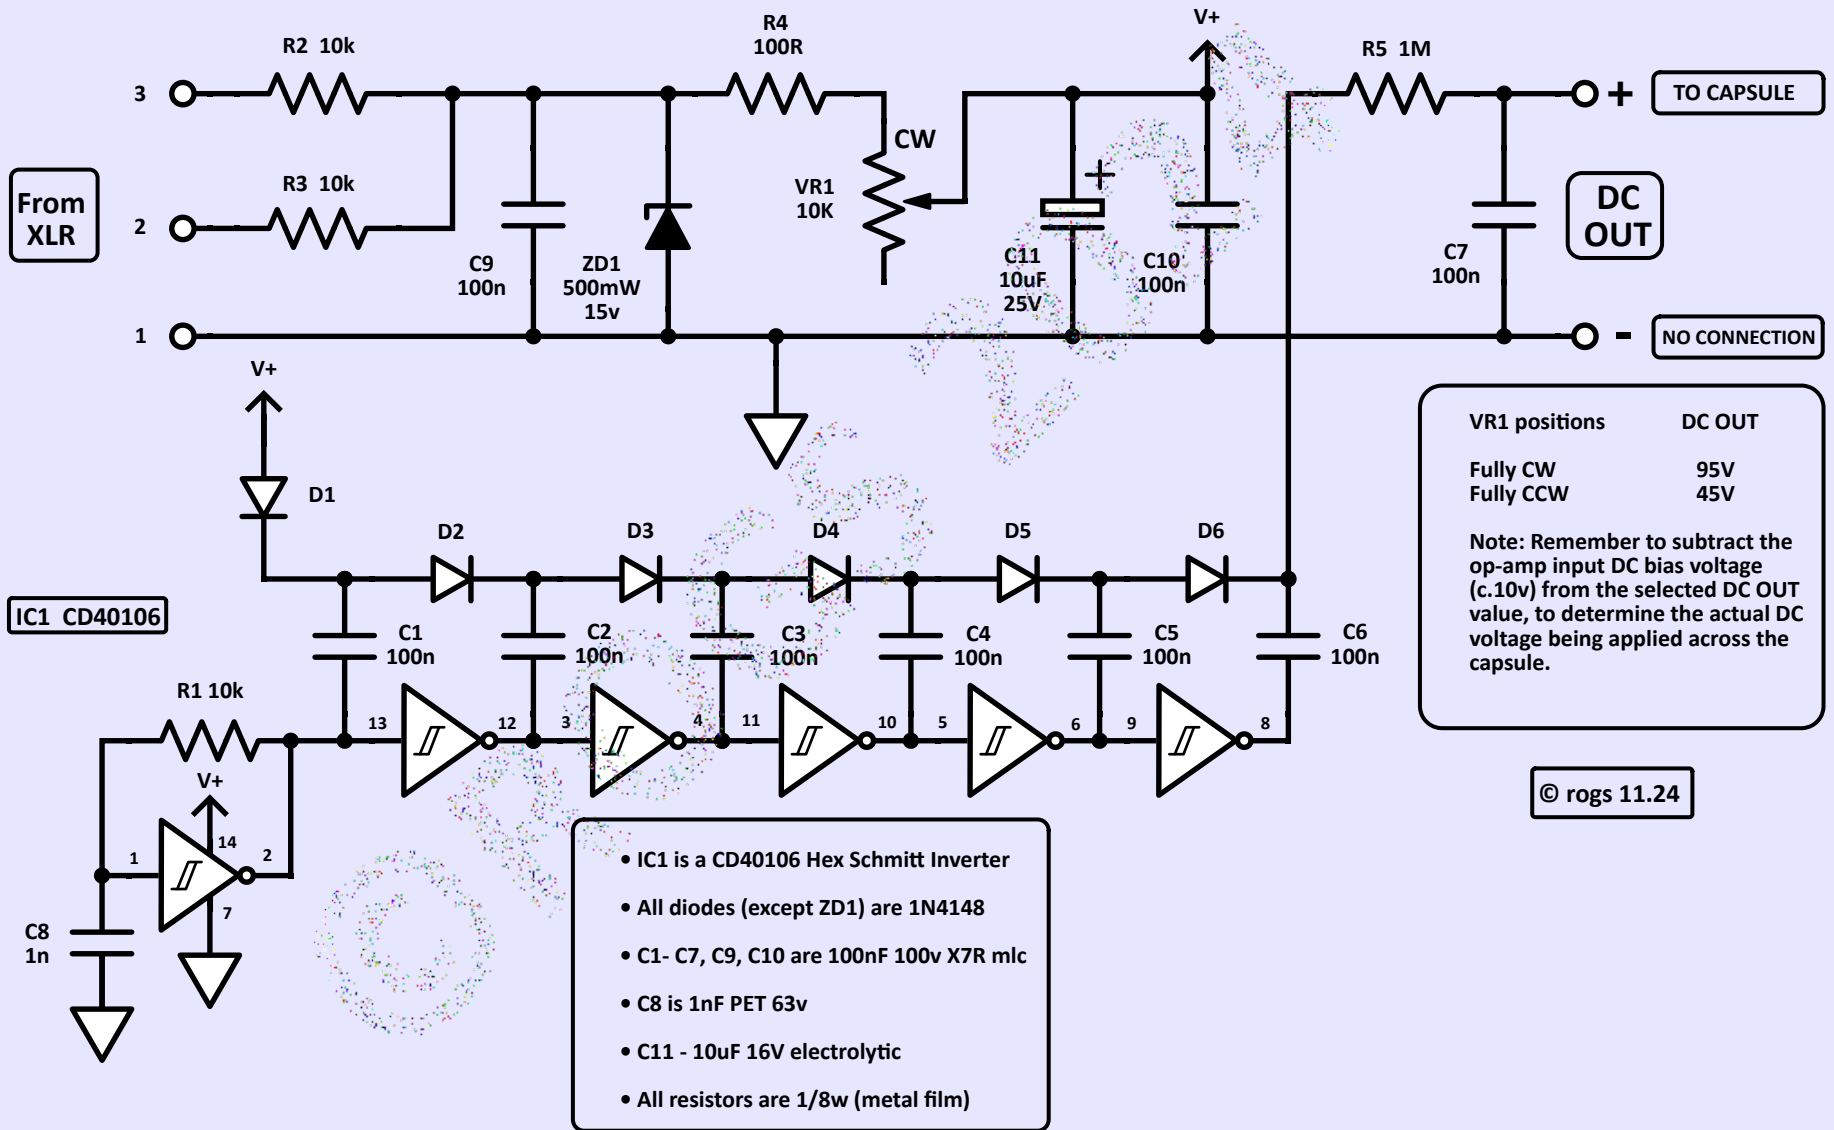 V+
R4
100R
R2 10k
R5 1M
3
+
TO CAPSULE
CW
From
XLR
R3 10k
2
VR1
10K
+
DC
OUT
C9
100n
ZD1
500mW
15v
C11
10uF
25V
C10
100n
C7
100n
1
-
NO CONNECTION
V+
D1
D2
D3
D4
D5
D6
VR1 positions DC OUT
Fully CW 95V
Fully CCW 45V
Note: Remember to subtract the
op-amp input DC bias voltage
(c.10v) from the selected DC OUT
value, to determine the actual DC
voltage being applied across the
capsule.
IC1 CD40106
C1
100n
C2
100n
C3
100n
C4
100n
C5
100n
C6
100n
R1 10k
13
12
3
4
11
10
5
6
9
8
V+
14
1
2
7
C8
1n
© rogs 11.24
• IC1 is a CD40106 Hex Schmitt Inverter
• All diodes (except ZD1) are 1N4148
• C1- C7, C9, C10 are 100nF 100v X7R mlc
• C8 is 1nF PET 63v
• C11 - 10uF 16V electrolytic
• All resistors are 1/8w (metal film)
© ROGS 2024